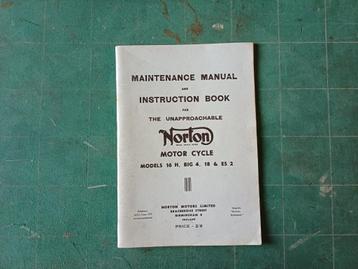 MAINTENANCE MANUAL
AND
INSTRUCTION BOOK
FOR
THE UNAPPROACHABLE
Norton
MOTOR CYCLE
MODELS 16 H, BIG 4, 18 & ES 2
NORTON MOTORS LIMITED
BRACEBRIDGE STREET
BIRMINGHAM 6
ENGLAND
PRICE - 2/6